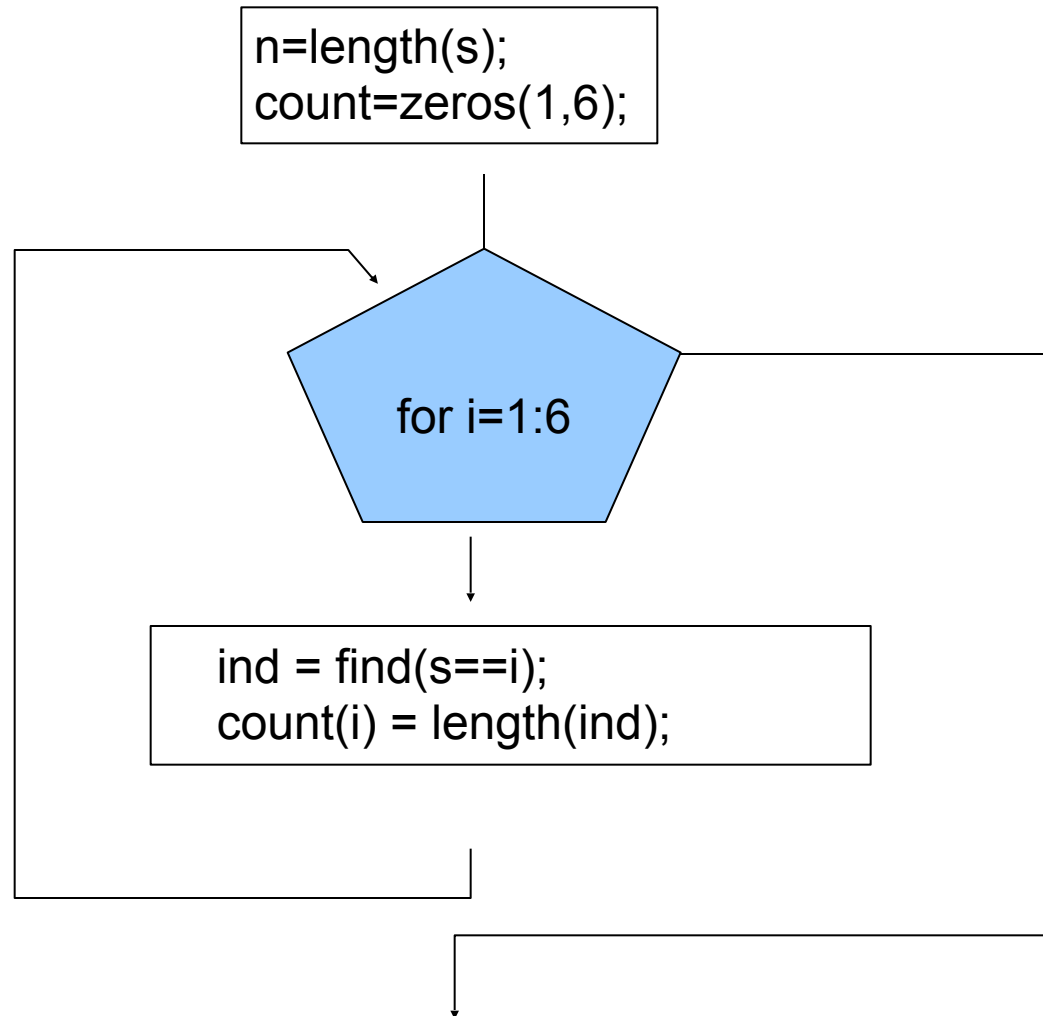 n=length(s);
count=zeros(1,6);
for i=1:6
ind = find(s==i);
count(i) = length(ind);